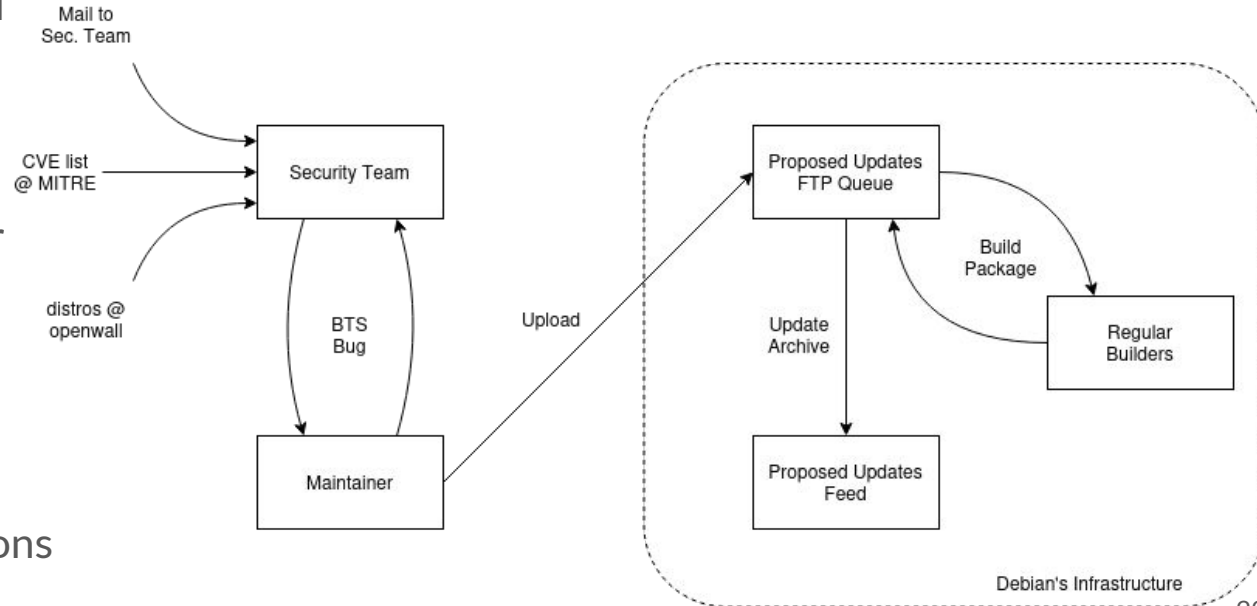 Mail to
Sec. Team
CVE list
@ MITRE
distros @
openwall
Security Team
BTS
Bug
Maintainer
Upload
Proposed Updates
FTP Queue
Build
Package
Update
Archive
Regular
Builders
Proposed Updates
Feed
Debian's Infrastructure
ons